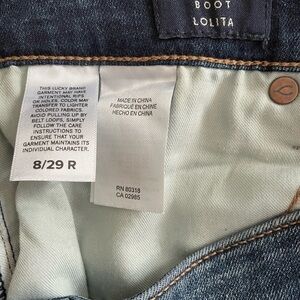 BOOT
LOLITA
THIS LUCKY BRAND
GARMENT MAY HAVE
INTENTIONAL RIPS
OR HOLES. COLOR MAY
TRANSFER TO LIGHTER
COLORED FABRICS.
AVOID PULLING UP BY
BELT LOOPS, SIMPLY
FOLLOW THE CARE
INSTRUCTIONS TO
ENSURE THAT YOUR
GARMENT MAINTAINS ITS
INDIVIDUAL CHARACTER.
8/29 R
MADE IN CHINA
FABRIQUÉ EN CHINE
HECHO EN CHINA
RN 80318
CA 02985